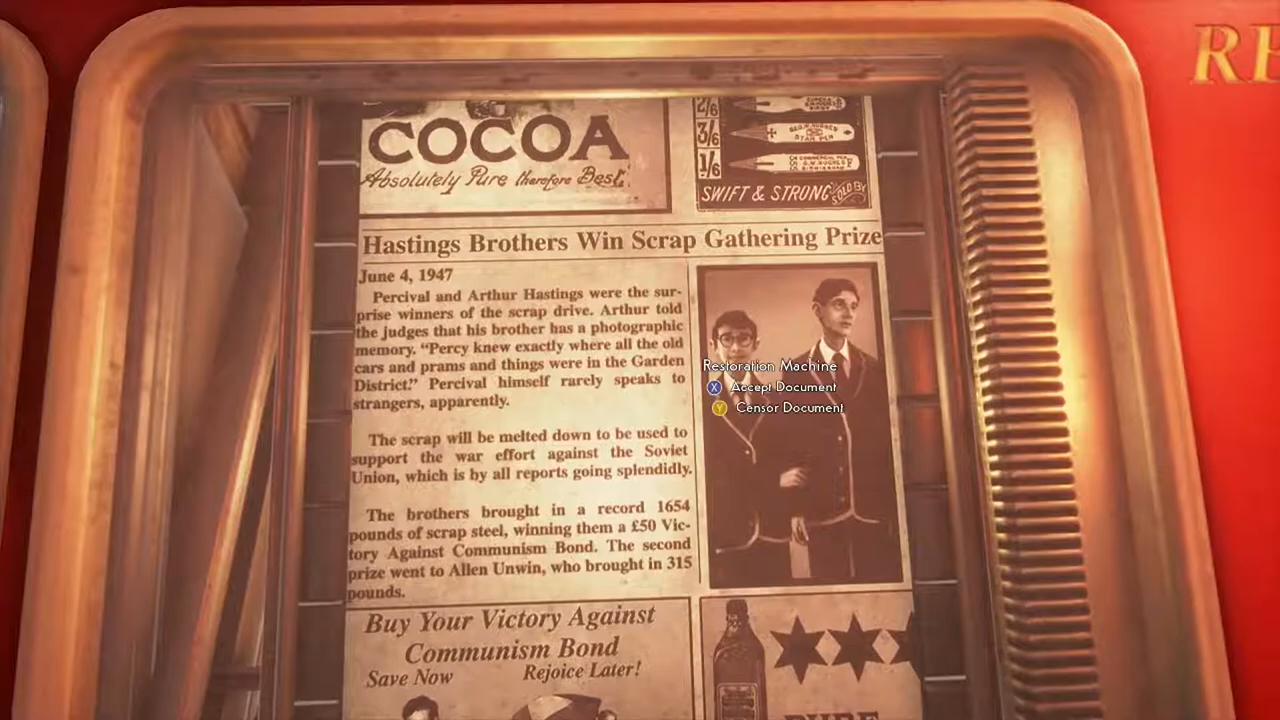 RE
COCOA
Absolutely Pure therefore Best.
2/6
3/6
1/6
SWIFT & STRONG
SOLD BY
Hastings Brothers Win Scrap Gathering Prize
June 4, 1947
Percival and Arthur Hastings were the sur-
prise winners of the scrap drive. Arthur told
the judges that his brother has a photographic
memory. “Percy knew exactly where all the old
cars and prams and things were in the Garden
District.” Percival himself rarely speaks to
strangers, apparently.
The scrap will be melted down to be used to
support the war effort against the Soviet
Union, which is by all reports going splendidly.
The brothers brought in a record 1654
pounds of scrap steel, winning them a £50 Vic-
tory Against Communism Bond. The second
prize went to Allen Unwin, who brought in 315
pounds.
Restoration Machine
X Accept Document
Y Censor Document
Buy Your Victory Against
Communism Bond
Save Now
Rejoice Later!
PURE